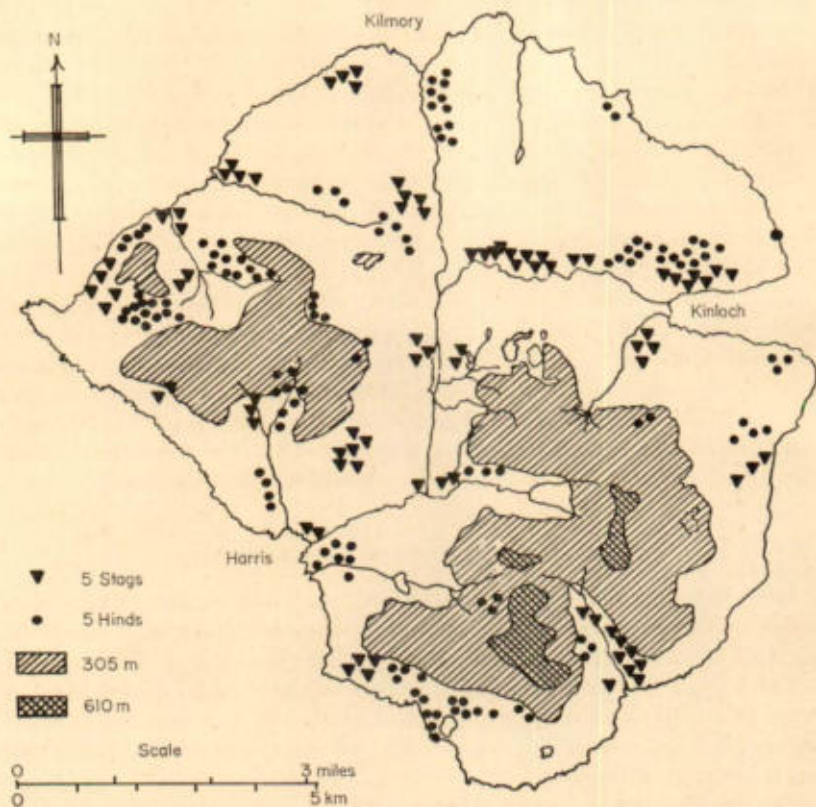 Kilmory
N
Kinloch
Harris
5 Stags
5 Hinds
305 m
610 m
Scale
0 3 miles
0 5 km